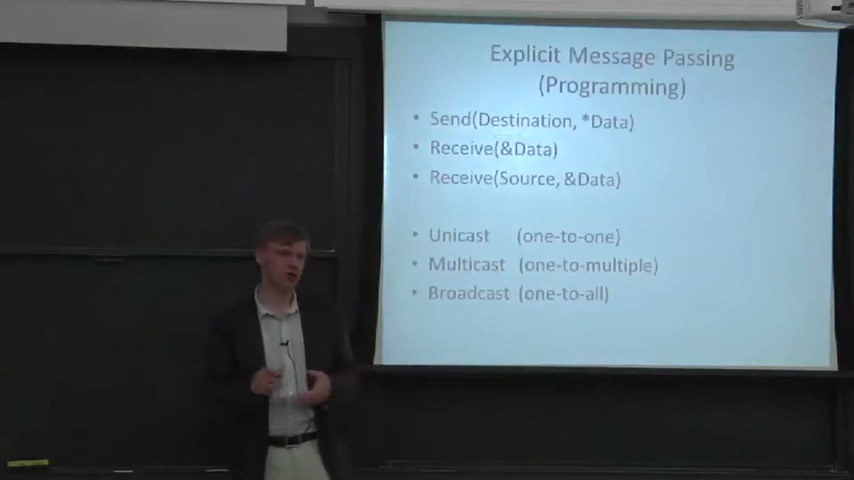 Explicit Message Passing
(Programming)
• Send(Destination, *Data)
• Receive(&Data)
• Receive(Source, &Data)
• Unicast (one-to-one)
• Multicast (one-to-multiple)
• Broadcast (one-to-all)